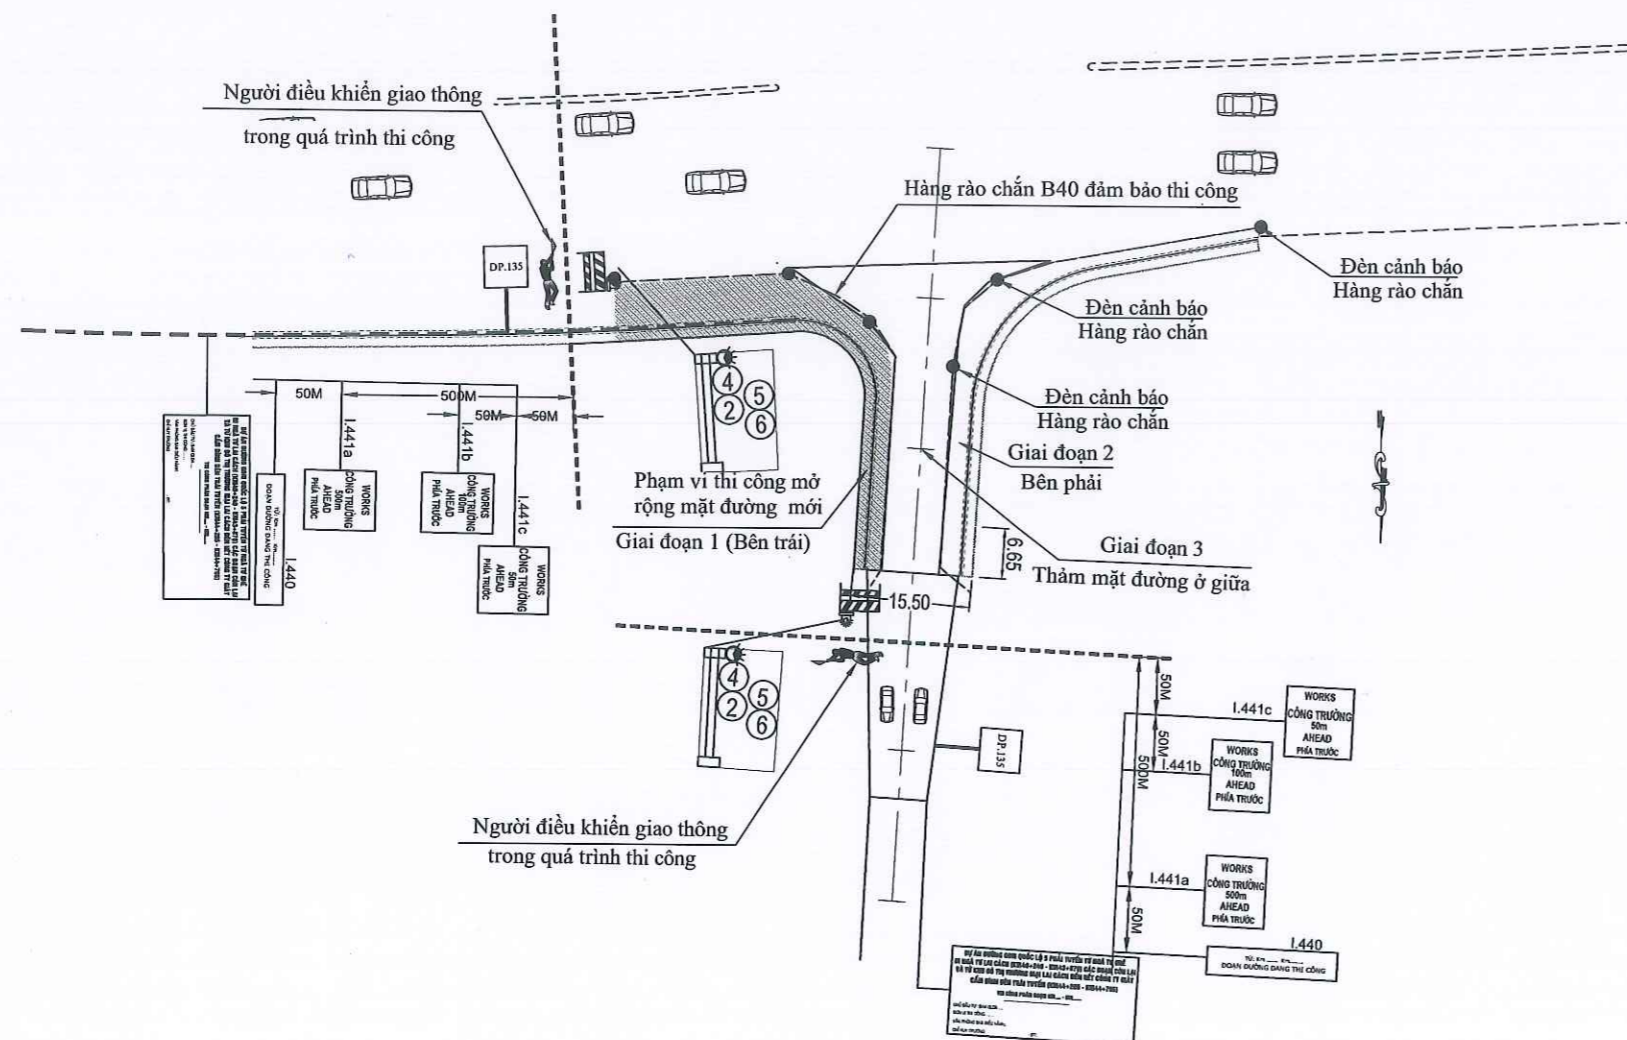 Người điều khiển giao thông
trong quá trình thi công
DP.135
Hàng rào chắn B40 đảm bảo thi công
Đèn cảnh báo
Hàng rào chắn
Đèn cảnh báo
Hàng rào chắn
Đèn cảnh báo
Hàng rào chắn
Giai đoạn 2
Bên phải
50M
500M
50M
50M
I.441a
I.441b
I.441c
I.440
WORKS
CÔNG TRƯỜNG
500m
AHEAD
PHÍA TRƯỚC
WORKS
CÔNG TRƯỜNG
100m
AHEAD
PHÍA TRƯỚC
WORKS
CÔNG TRƯỜNG
50m
AHEAD
PHÍA TRƯỚC
ĐOẠN ĐƯỜNG ĐANG THI CÔNG
4
2
5
6
Phạm vi thi công mở
rộng mặt đường mới
Giai đoạn 1 (Bên trái)
6.65
Giai đoạn 3
Thảm mặt đường ở giữa
15.50
4
2
5
6
DP.135
Người điều khiển giao thông
trong quá trình thi công
50M
50M
500M
50M
I.441c
WORKS
CÔNG TRƯỜNG
50m
AHEAD
PHÍA TRƯỚC
I.441b
WORKS
CÔNG TRƯỜNG
100m
AHEAD
PHÍA TRƯỚC
I.441a
WORKS
CÔNG TRƯỜNG
500m
AHEAD
PHÍA TRƯỚC
I.440
ĐOẠN ĐƯỜNG ĐANG THI CÔNG